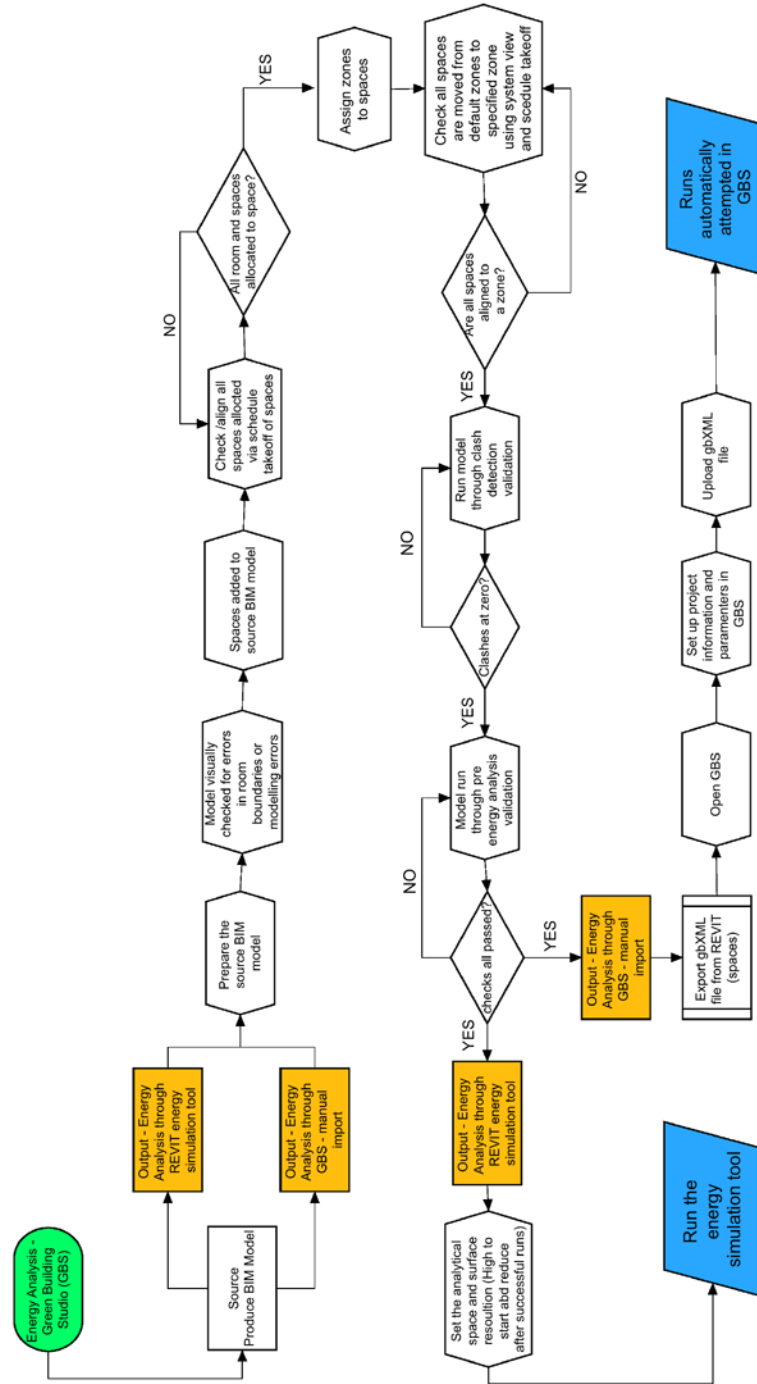 Energy Analysis -
Green Building
Studio (GBS)
Source
Produce BIM Model
Output - Energy
Analysis through
REVIT energy
simulation tool
Output - Energy
Analysis through
GBS - manual
import
Prepare the
source BIM
model
Model visually
checked for errors
in room
boundaries or
modelling errors
Spaces added to
source BIM model
Check /align all
spaces allocted
via schedule
takeoff of spaces
NO
All room and spaces
allocated to space?
YES
Assign zones
to spaces
Check all spaces
are moved from
default zones to
specified zone
using system view
and scedule takeoff
NO
Are all spaces
aligned to
a zone?
YES
Run model
through clash
detection
validation
NO
Clashes at zero?
YES
Model run
through pre
energy analysis
validation
NO
checks all passed?
YES
YES
Output - Energy
Analysis through
REVIT energy
simulation tool
Set the analytical
space and surface
resoultion (High to
start abd reduce
after successful runs)
Run the
energy
simulation tool
Output - Energy
Analysis through
GBS - manual
import
Export gbXML
file from REVIT
(spaces)
Open GBS
Set up project
information and
paramenters in
GBS
Upload gbXML
file
Runs
automatically
attempted in
GBS